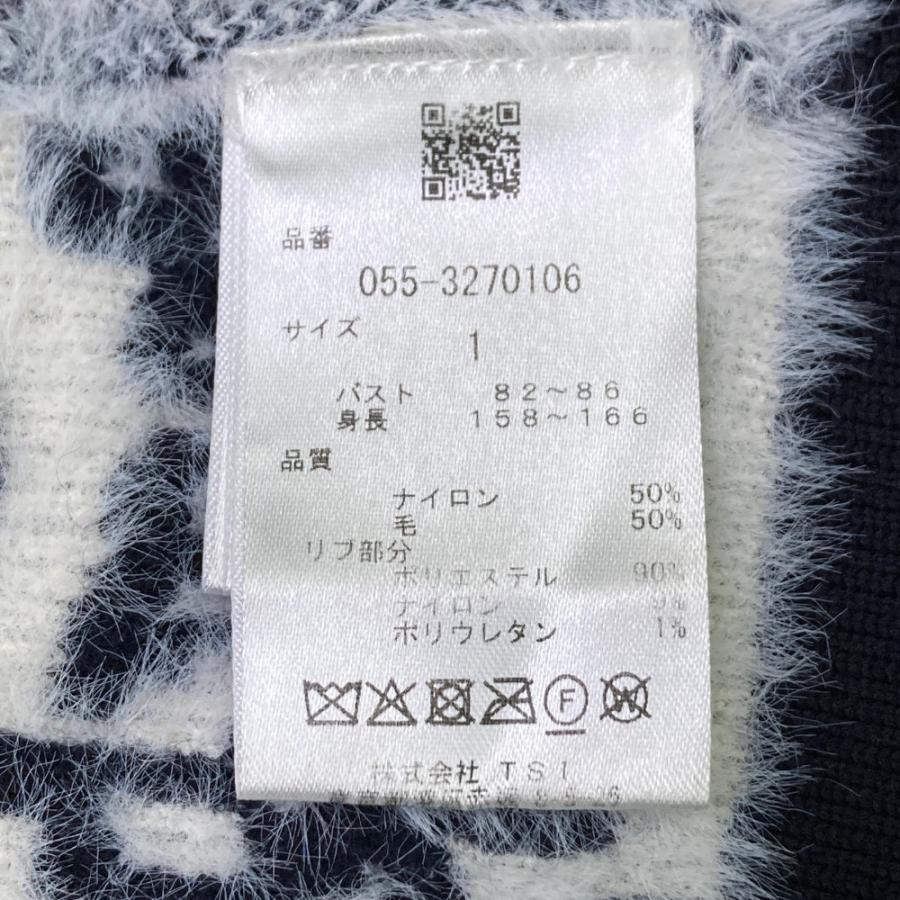 品番
055-3270106
サイズ
1
バスト 82〜86
身長 158〜166
品質
ナイロン 50%
毛 50%
リブ部分
ポリエステル 90%
ナイロン 9%
ポリウレタン 1%
F W
株式会社 TSI